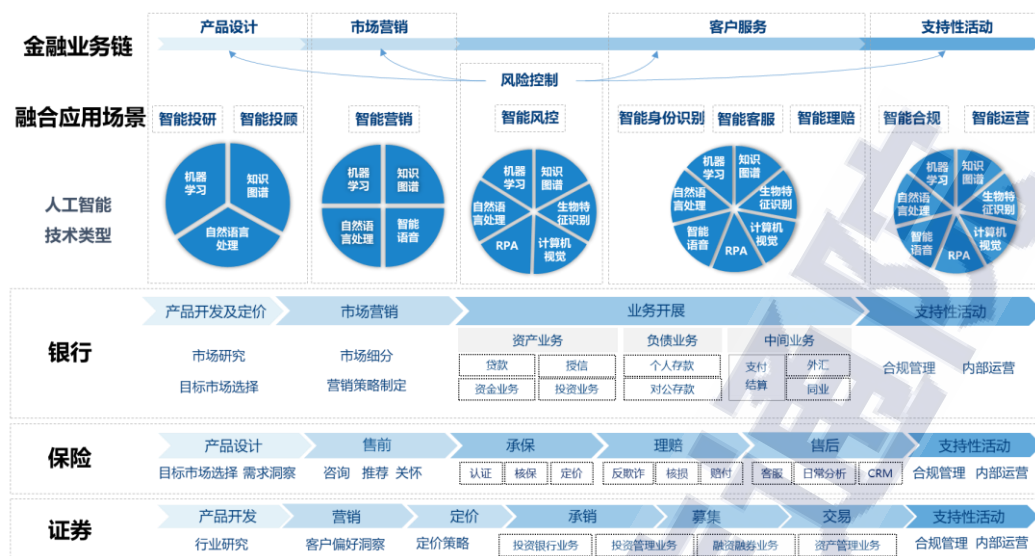 金融业务链
产品设计
市场营销
客户服务
支持性活动
风险控制
融合应用场景
智能投研
智能投顾
智能营销
智能风控
智能身份识别
智能客服
智能理赔
智能合规
智能运营
人工智能
技术类型
机器
学习
知识
图谱
自然语言
处理
机器
学习
知识
图谱
自然语
言处理
智能
语音
机器
学习
知识
图谱
自然语
言处理
生物特
征识别
RPA
计算机
视觉
机器
学习
知识
图谱
自然语
言处理
生物特
征识别
智能
语音
RPA
计算机
视觉
机器
学习
知识
图谱
自然语
言处理
生物特
征识别
智能
语音
RPA
计算机
视觉
银行
产品开发及定价
市场营销
业务开展
支持性活动
市场研究
目标市场选择
市场细分
营销策略制定
资产业务
贷款
授信
资金业务
投资业务
负债业务
个人存款
对公存款
中间业务
支付
结算
外汇
同业
合规管理
内部运营
保险
产品设计
售前
承保
理赔
售后
支持性活动
目标市场选择 需求洞察
咨询 推荐 关怀
认证
核保
定价
反欺诈
核损
赔付
客服
日常分析
CRM
合规管理 内部运营
证券
产品开发
营销
定价
承销
募集
交易
支持性活动
行业研究
客户偏好洞察
定价策略
投资银行业务
投资管理业务
融资融券业务
资产管理业务
合规管理 内部运营